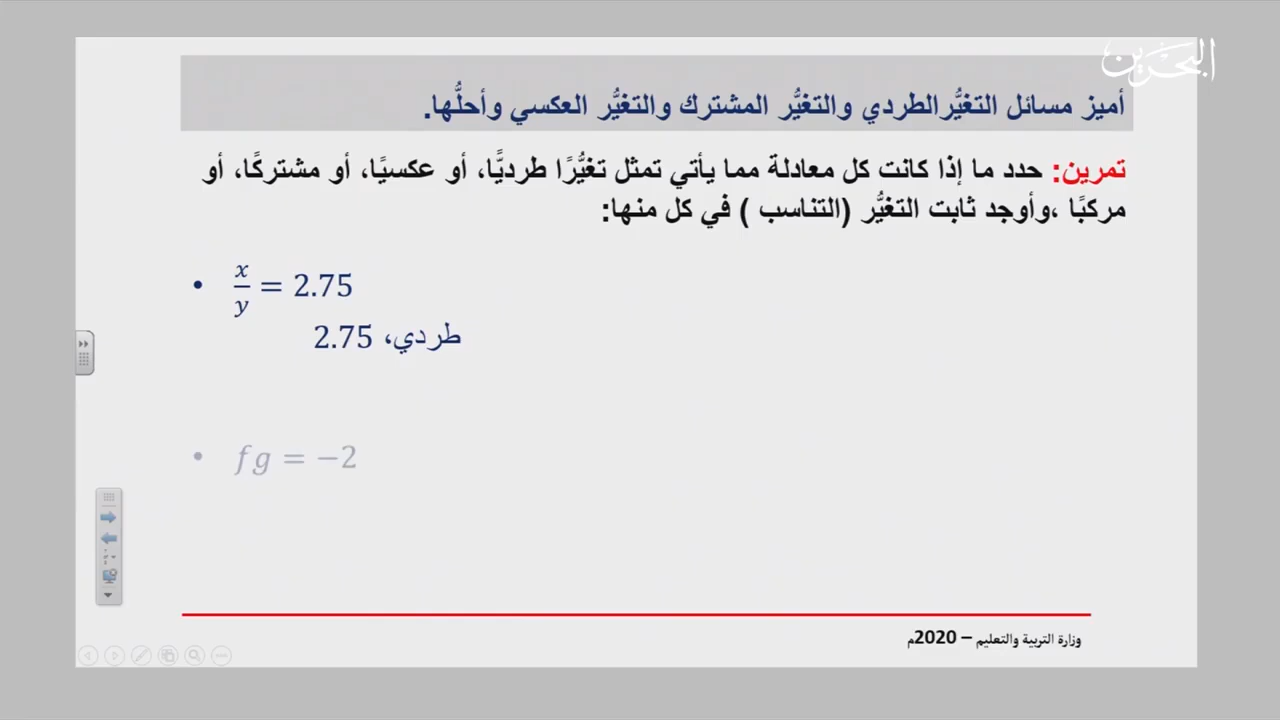 البحرين
أميز مسائل التغيُّرالطردي والتغيُّر المشترك والتغيُّر العكسي وأحلُّها.
تمرين: حدد ما إذا كانت كل معادلة مما يأتي تمثل تغيُّرًا طرديًّا، أو عكسيًا، أو مشتركًا، أو
مركبًا ،وأوجد ثابت التغيُّر (التناسب ) في كل منها:
• x/y = 2.75
طردي، 2.75
• fg = −2
وزارة التربية والتعليم – 2020م